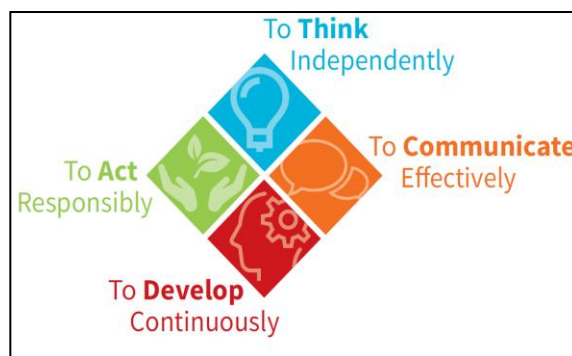 To Think
Independently
To Communicate
Effectively
To Act
Responsibly
To Develop
Continuously